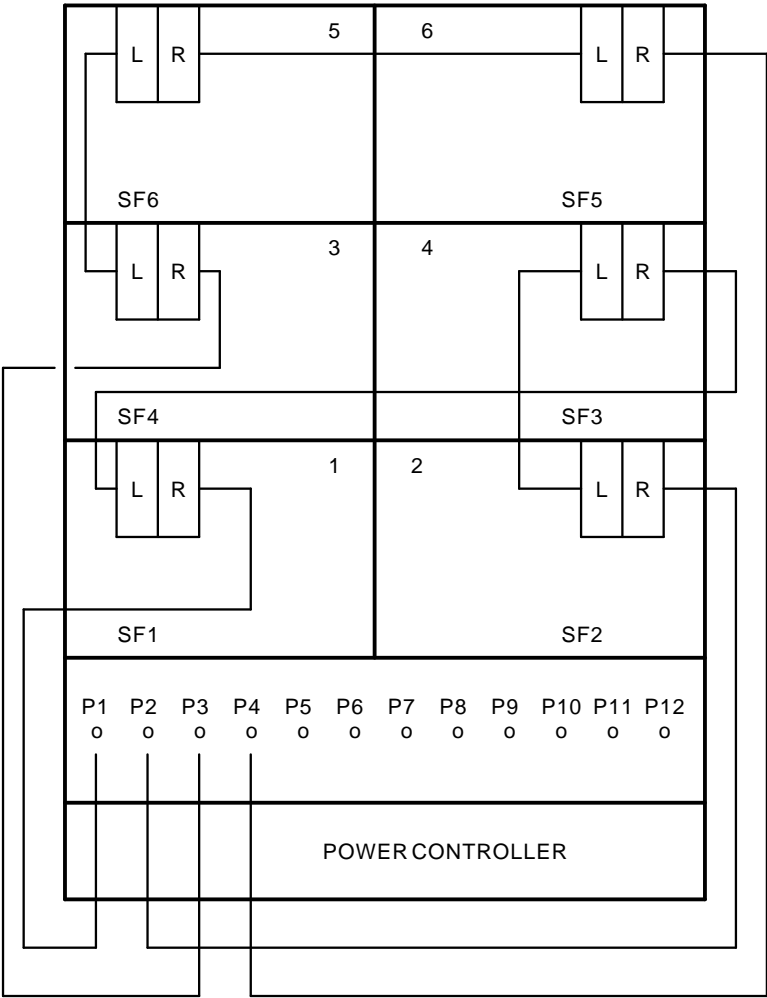 5 6
L R L R
SF6 SF5
3 4
L R L R
SF4 SF3
1 2
L R L R
SF1 SF2
P1 P2 P3 P4 P5 P6 P7 P8 P9 P10 P11 P12
o o o o o o o o o o o o
POWER CONTROLLER